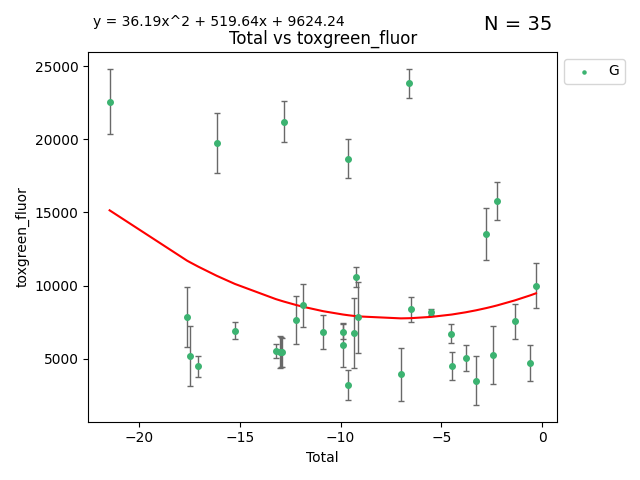 y = 36.19x^2 + 519.64x + 9624.24
N = 35
Total vs toxgreen_fluor
G
25000
20000
15000
10000
5000
toxgreen_fluor
−20
−15
−10
−5
0
Total